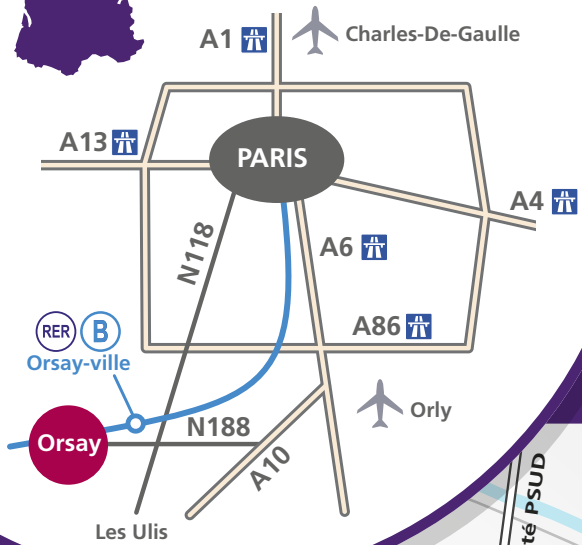 A1
Charles-De-Gaulle
A13
PARIS
A4
N118
A6
A86
RER B
Orsay-ville
Orly
N188
Orsay
A10
Les Ulis
té PSUD